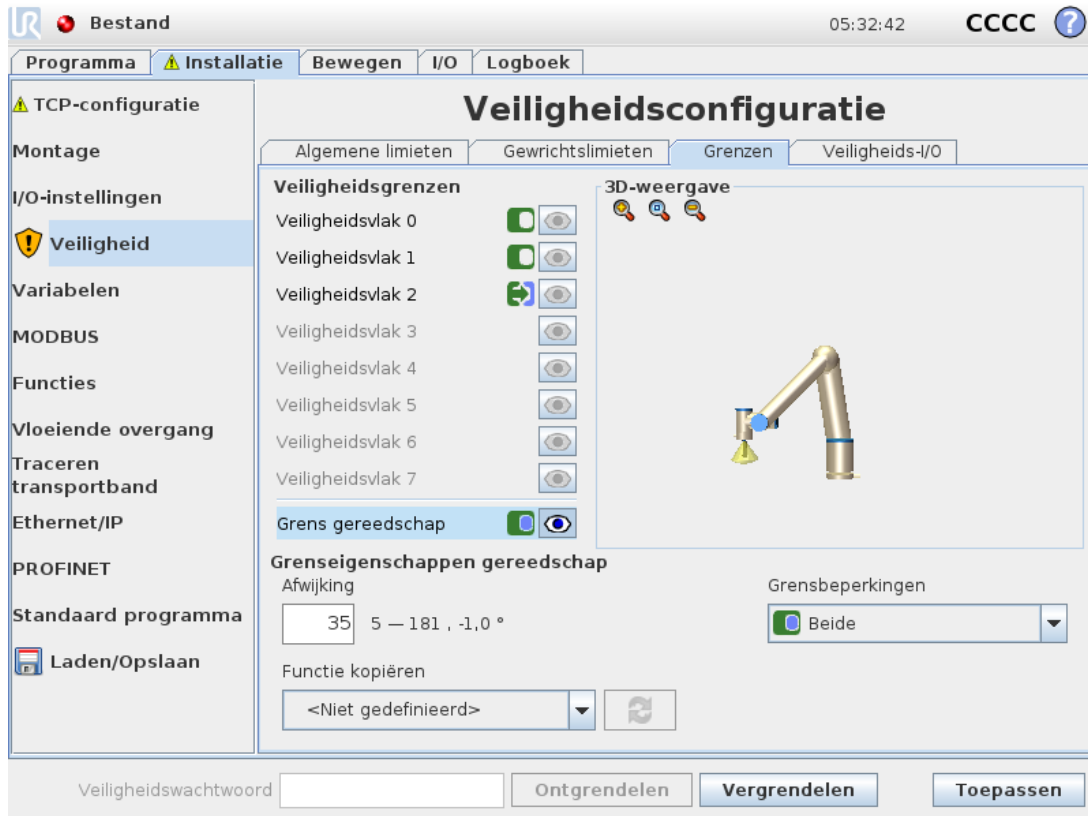 UR Bestand 05:32:42 CCCC ?
Programma Installatie Bewegen I/O Logboek
TCP-configuratie
Montage
I/O-instellingen
Veiligheid
Variabelen
MODBUS
Functies
Vloeiende overgang
Traceren
transportband
Ethernet/IP
PROFINET
Standaard programma
Laden/Opslaan
Veiligheidsconfiguratie
Algemene limieten Gewrichtslimieten Grenzen Veiligheids-I/O
Veiligheidsgrenzen
Veiligheidsvlak 0
Veiligheidsvlak 1
Veiligheidsvlak 2
Veiligheidsvlak 3
Veiligheidsvlak 4
Veiligheidsvlak 5
Veiligheidsvlak 6
Veiligheidsvlak 7
Grens gereedschap
3D-weergave
Grenseigenschappen gereedschap
Afwijking
35 5 — 181 , -1,0 °
Grensbeperkingen
Beide
Functie kopiëren
<Niet gedefinieerd>
Veiligheidswachtwoord Ontgrendelen Vergrendelen Toepassen